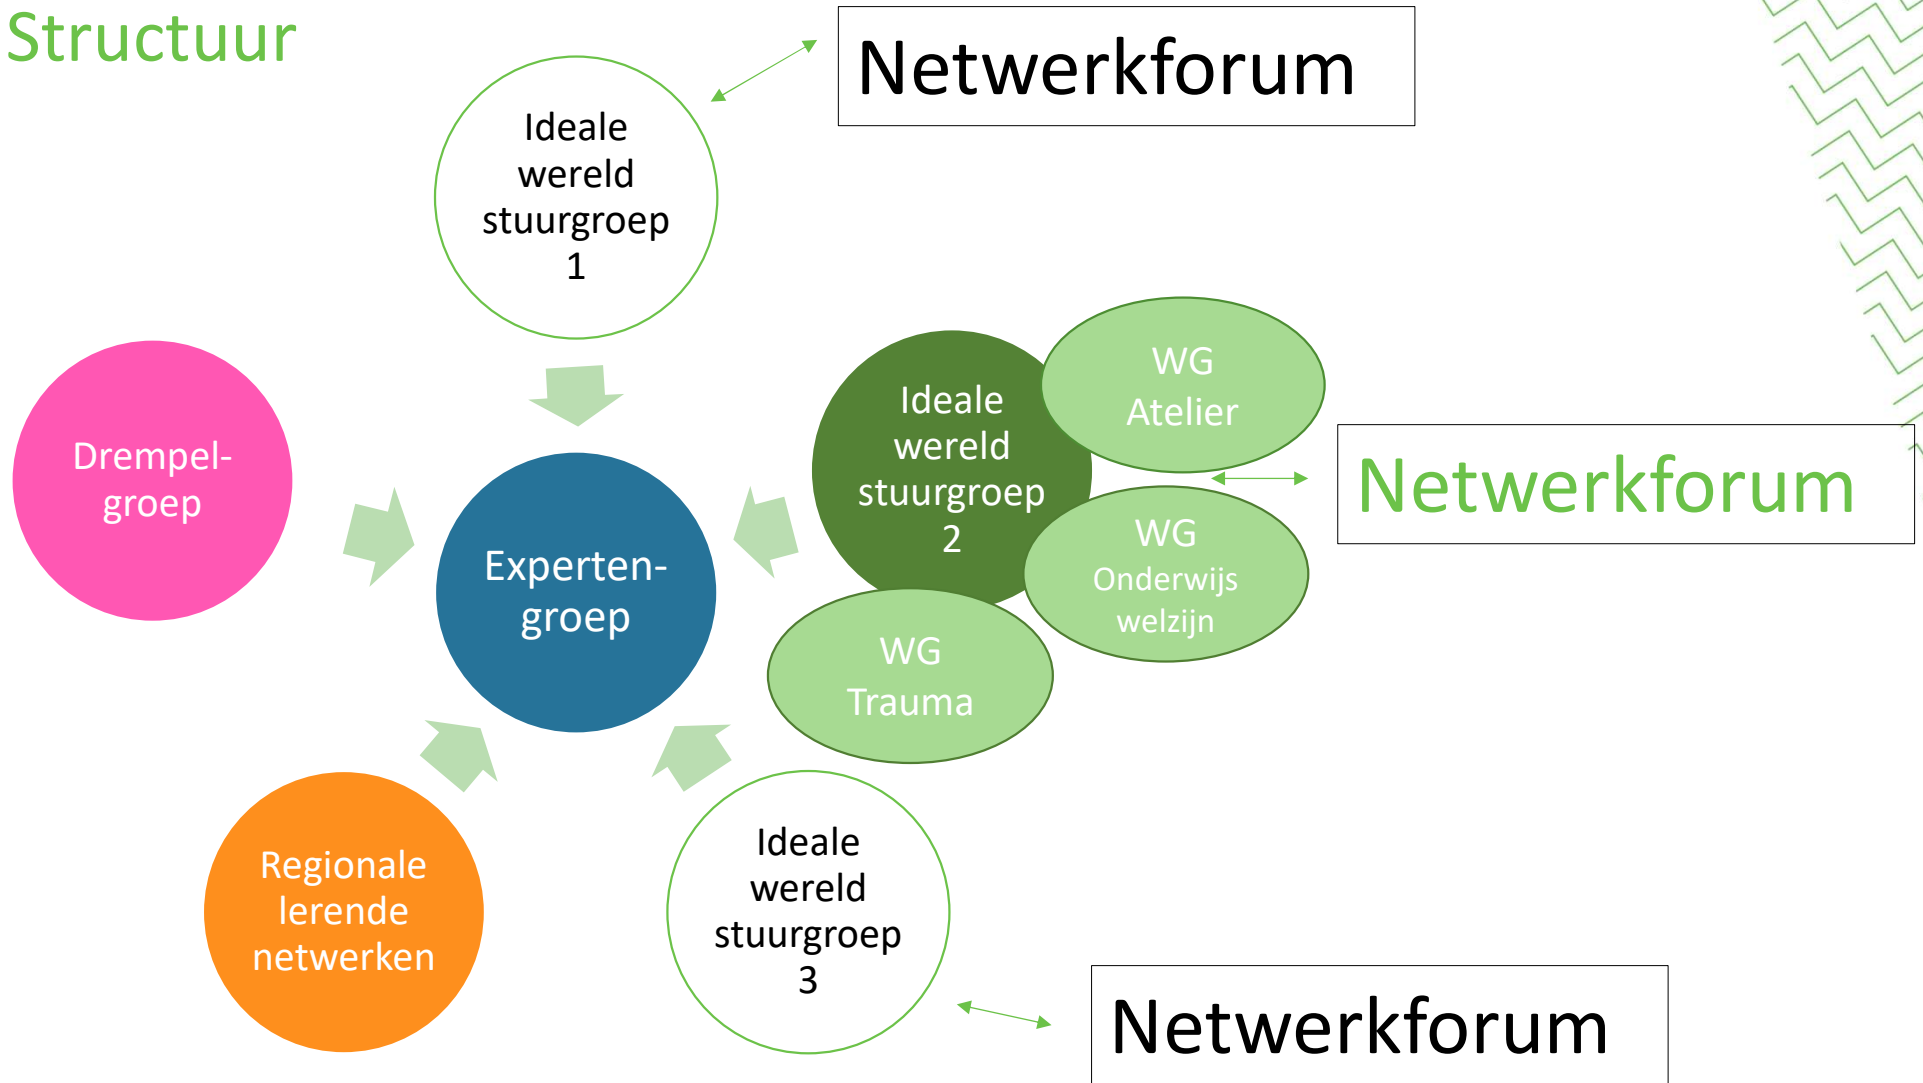 Structuur
Netwerkforum
Ideale
wereld
stuurgroep
1
Drempel-
groep
Experten-
groep
Ideale
wereld
stuurgroep
2
WG
Atelier
Netwerkforum
WG
Onderwijs
welzijn
WG
Trauma
Regionale
lerende
netwerken
Ideale
wereld
stuurgroep
3
Netwerkforum